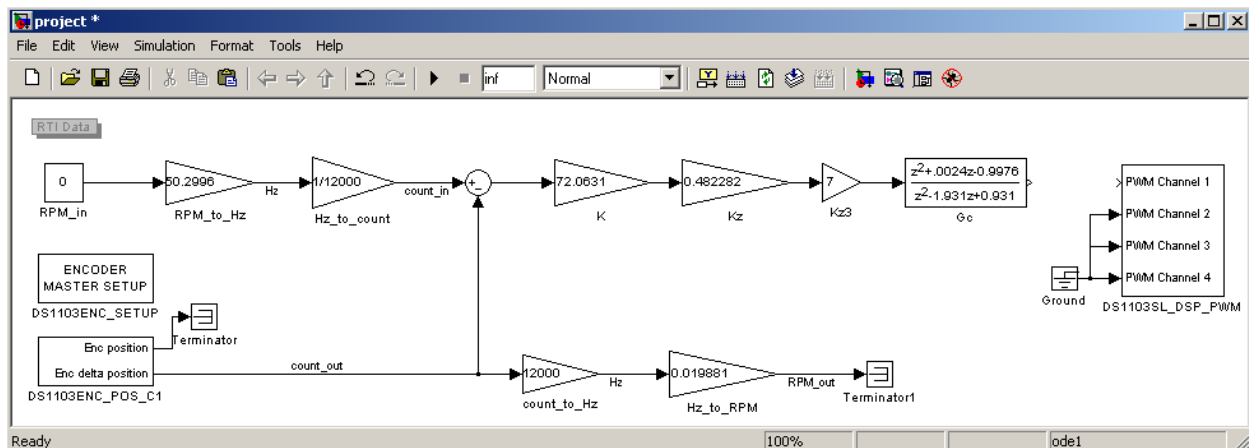 project *
File Edit View Simulation Format Tools Help
inf Normal
RTI Data
0
RPM_in
50.2996
RPM_to_Hz
Hz
1/12000
Hz_to_count
count_in
72.0631
K
0.482282
Kz
7
Kz3
z2+.0024z-0.9976
z2-1.931z+0.931
Gc
PWM Channel 1
PWM Channel 2
PWM Channel 3
PWM Channel 4
DS1103SL_DSP_PWM
Ground
ENCODER
MASTER SETUP
DS1103ENC_SETUP
Terminator
Enc position
Enc delta position
DS1103ENC_POS_C1
count_out
12000
count_to_Hz
Hz
0.019881
Hz_to_RPM
RPM_out
Terminator1
Ready 100% ode1